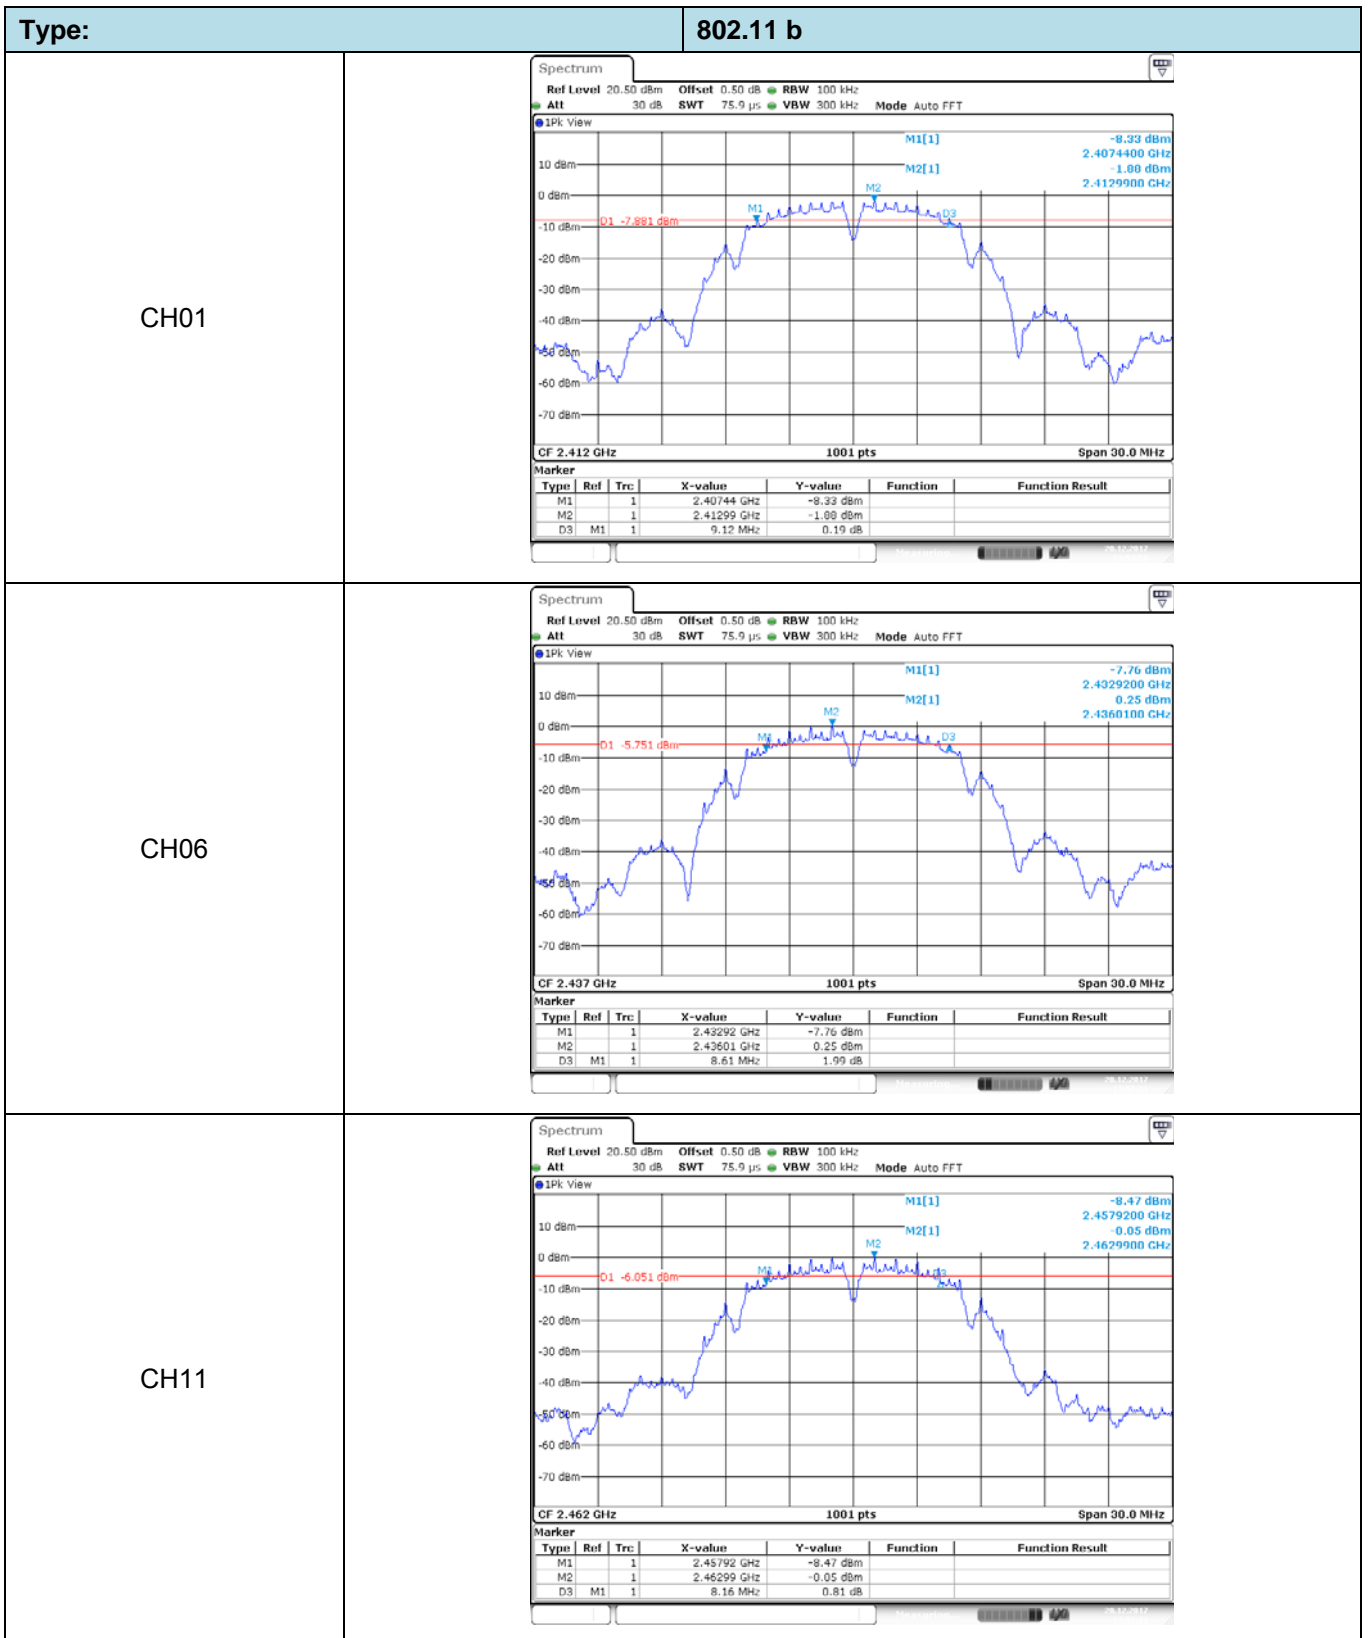 Type: 802.11 b
CH01
Spectrum
Ref Level 20.50 dBm Offset 0.50 dB RBW 100 kHz
Att 30 dB SWT 75.9 µs VBW 300 kHz Mode Auto FFT
1Pk View
M1[1] -8.33 dBm
2.4074400 GHz
M2[1] -1.88 dBm
2.4129900 GHz
10 dBm
0 dBm
M1
M2
D3
D1 -7.881 dBm
-10 dBm
-20 dBm
-30 dBm
-40 dBm
-50 dBm
-60 dBm
-70 dBm
CF 2.412 GHz 1001 pts Span 30.0 MHz
Marker
Type Ref Trc X-value Y-value Function Function Result
M1 1 2.40744 GHz -8.33 dBm
M2 1 2.41299 GHz -1.88 dBm
D3 M1 1 9.12 MHz 0.19 dB
CH06
Spectrum
Ref Level 20.50 dBm Offset 0.50 dB RBW 100 kHz
Att 30 dB SWT 75.9 µs VBW 300 kHz Mode Auto FFT
1Pk View
M1[1] -7.76 dBm
2.4329200 GHz
M2[1] 0.25 dBm
2.4360100 GHz
10 dBm
0 dBm
M2
M1
D3
D1 -5.751 dBm
-10 dBm
-20 dBm
-30 dBm
-40 dBm
-50 dBm
-60 dBm
-70 dBm
CF 2.437 GHz 1001 pts Span 30.0 MHz
Marker
Type Ref Trc X-value Y-value Function Function Result
M1 1 2.43292 GHz -7.76 dBm
M2 1 2.43601 GHz 0.25 dBm
D3 M1 1 8.61 MHz 1.99 dB
CH11
Spectrum
Ref Level 20.50 dBm Offset 0.50 dB RBW 100 kHz
Att 30 dB SWT 75.9 µs VBW 300 kHz Mode Auto FFT
1Pk View
M1[1] -8.47 dBm
2.4579200 GHz
M2[1] -0.05 dBm
2.4629900 GHz
10 dBm
0 dBm
M2
M1
D3
D1 -6.051 dBm
-10 dBm
-20 dBm
-30 dBm
-40 dBm
-50 dBm
-60 dBm
-70 dBm
CF 2.462 GHz 1001 pts Span 30.0 MHz
Marker
Type Ref Trc X-value Y-value Function Function Result
M1 1 2.45792 GHz -8.47 dBm
M2 1 2.46299 GHz -0.05 dBm
D3 M1 1 8.16 MHz 0.81 dB